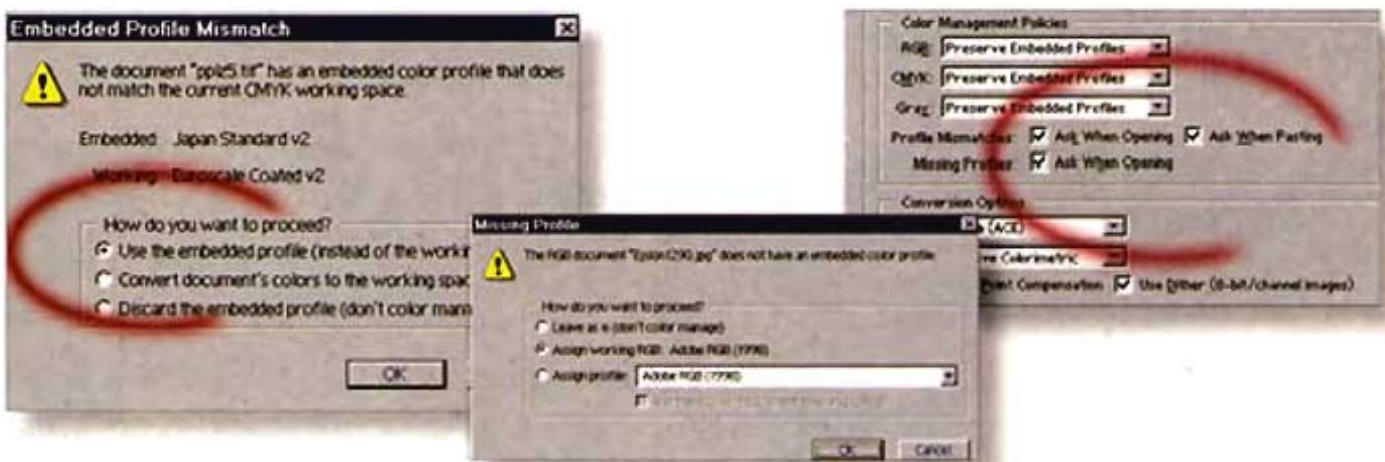 Embedded Profile Mismatch
The document "pplz5.tif" has an embedded color profile that does
not match the current CMYK working space.
Embedded: Japan Standard v2
Working: Euroscale Coated v2
How do you want to proceed?
Use the embedded profile (instead of the workin
Convert document's colors to the working spac
Discard the embedded profile (don't color mana
OK
Missing Profile
The RGB document "Epson1290.jpg" does not have an embedded color profile.
How do you want to proceed?
Leave as is (don't color manage)
Assign working RGB: Adobe RGB (1998)
Assign profile: Adobe RGB (1998)
OK Cancel
Color Management Policies
RGB: Preserve Embedded Profiles
CMYK: Preserve Embedded Profiles
Gray: Preserve Embedded Profiles
Profile Mismatches: Ask When Opening Ask When Pasting
Missing Profiles: Ask When Opening
Conversion Options
(ACE)
ve Colorimetric
Point Compensation Use Dither (8-bit/channel images)